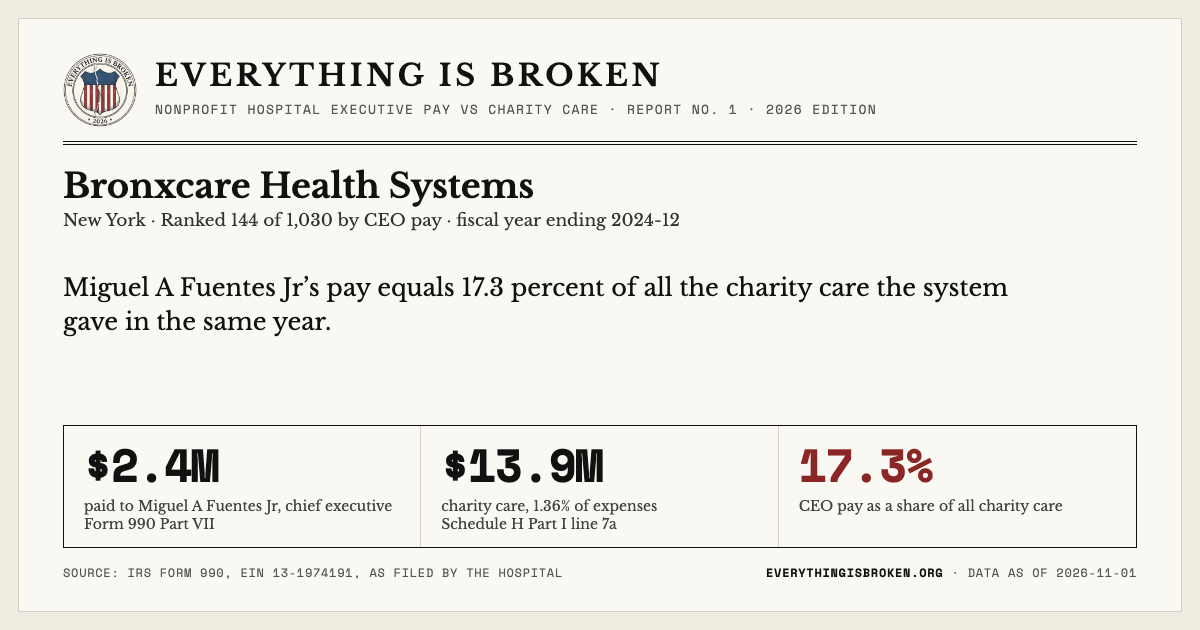 EVERYTHING IS BROKEN
· 2026 ·
EVERYTHING IS BROKEN
NONPROFIT HOSPITAL EXECUTIVE PAY VS CHARITY CARE · REPORT NO. 1 · 2026 EDITION
Bronxcare Health Systems
New York · Ranked 144 of 1,030 by CEO pay · fiscal year ending 2024-12
Miguel A Fuentes Jr’s pay equals 17.3 percent of all the charity care the system
gave in the same year.
$2.4M
paid to Miguel A Fuentes Jr, chief executive
Form 990 Part VII
$13.9M
charity care, 1.36% of expenses
Schedule H Part I line 7a
17.3%
CEO pay as a share of all charity care
SOURCE: IRS FORM 990, EIN 13-1974191, AS FILED BY THE HOSPITAL
EVERYTHINGISBROKEN.ORG · DATA AS OF 2026-11-01